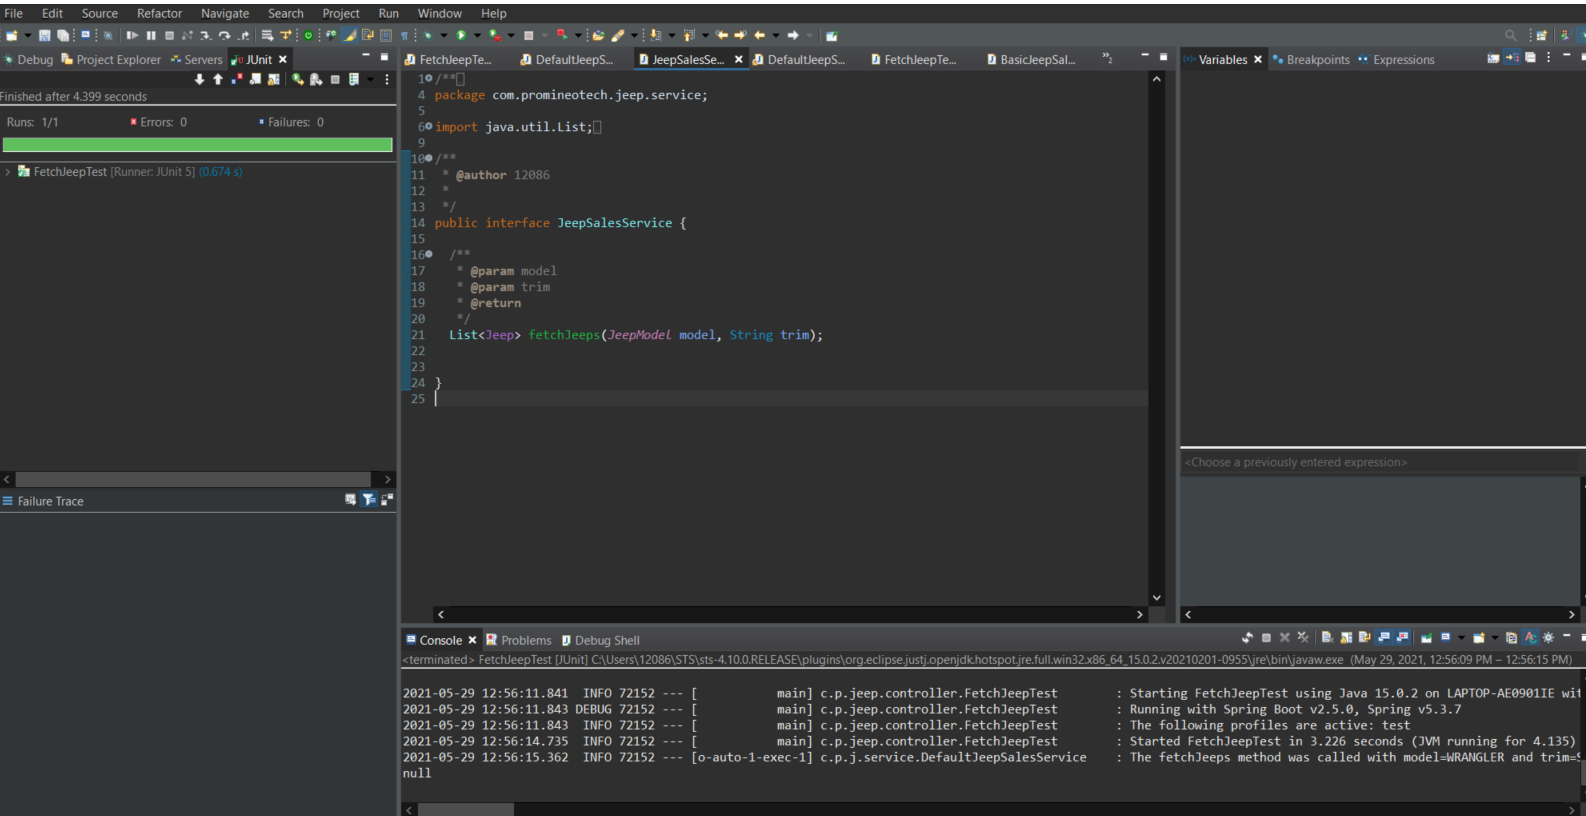 File Edit Source Refactor Navigate Search Project Run Window Help
Debug Project Explorer Servers JUnit
Finished after 4.399 seconds
Runs: 1/1 Errors: 0 Failures: 0
FetchJeepTest [Runner: JUnit 5] (0.674 s)
Failure Trace
FetchJeepTe... DefaultJeepS... JeepSalesSe... DefaultJeepS... FetchJeepTe... BasicJeepSal... »2
1 /**
4 package com.promineotech.jeep.service;
5
6 import java.util.List;
9
10 /**
11 * @author 12086
12 *
13 */
14 public interface JeepSalesService {
15
16 /**
17 * @param model
18 * @param trim
19 * @return
20 */
21 List<Jeep> fetchJeeps(JeepModel model, String trim);
22
23
24 }
25
Variables Breakpoints Expressions
<Choose a previously entered expression>
Console Problems Debug Shell
<terminated> FetchJeepTest [JUnit] C:\Users\12086\STS\sts-4.10.0.RELEASE\plugins\org.eclipse.justj.openjdk.hotspot.jre.full.win32.x86_64_15.0.2.v20210201-0955\jre\bin\javaw.exe (May 29, 2021, 12:56:09 PM – 12:56:15 PM)
2021-05-29 12:56:11.841 INFO 72152 --- [ main] c.p.jeep.controller.FetchJeepTest : Starting FetchJeepTest using Java 15.0.2 on LAPTOP-AE0901IE wit
2021-05-29 12:56:11.843 DEBUG 72152 --- [ main] c.p.jeep.controller.FetchJeepTest : Running with Spring Boot v2.5.0, Spring v5.3.7
2021-05-29 12:56:11.843 INFO 72152 --- [ main] c.p.jeep.controller.FetchJeepTest : The following profiles are active: test
2021-05-29 12:56:14.735 INFO 72152 --- [ main] c.p.jeep.controller.FetchJeepTest : Started FetchJeepTest in 3.226 seconds (JVM running for 4.135)
2021-05-29 12:56:15.362 INFO 72152 --- [o-auto-1-exec-1] c.p.j.service.DefaultJeepSalesService : The fetchJeeps method was called with model=WRANGLER and trim=S
null